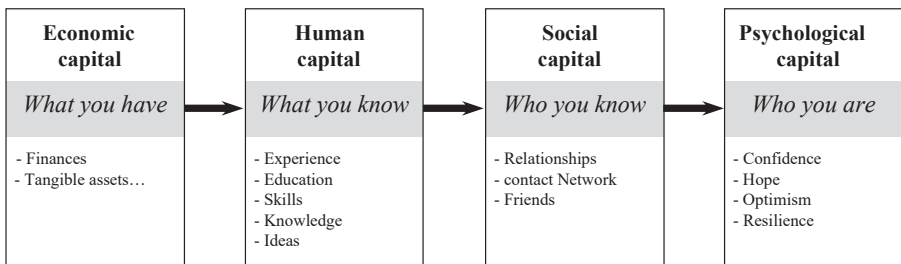 Economic
capital
What you have
- Finances
- Tangible assets…
Human
capital
What you know
- Experience
- Education
- Skills
- Knowledge
- Ideas
Social
capital
Who you know
- Relationships
- contact Network
- Friends
Psychological
capital
Who you are
- Confidence
- Hope
- Optimism
- Resilience